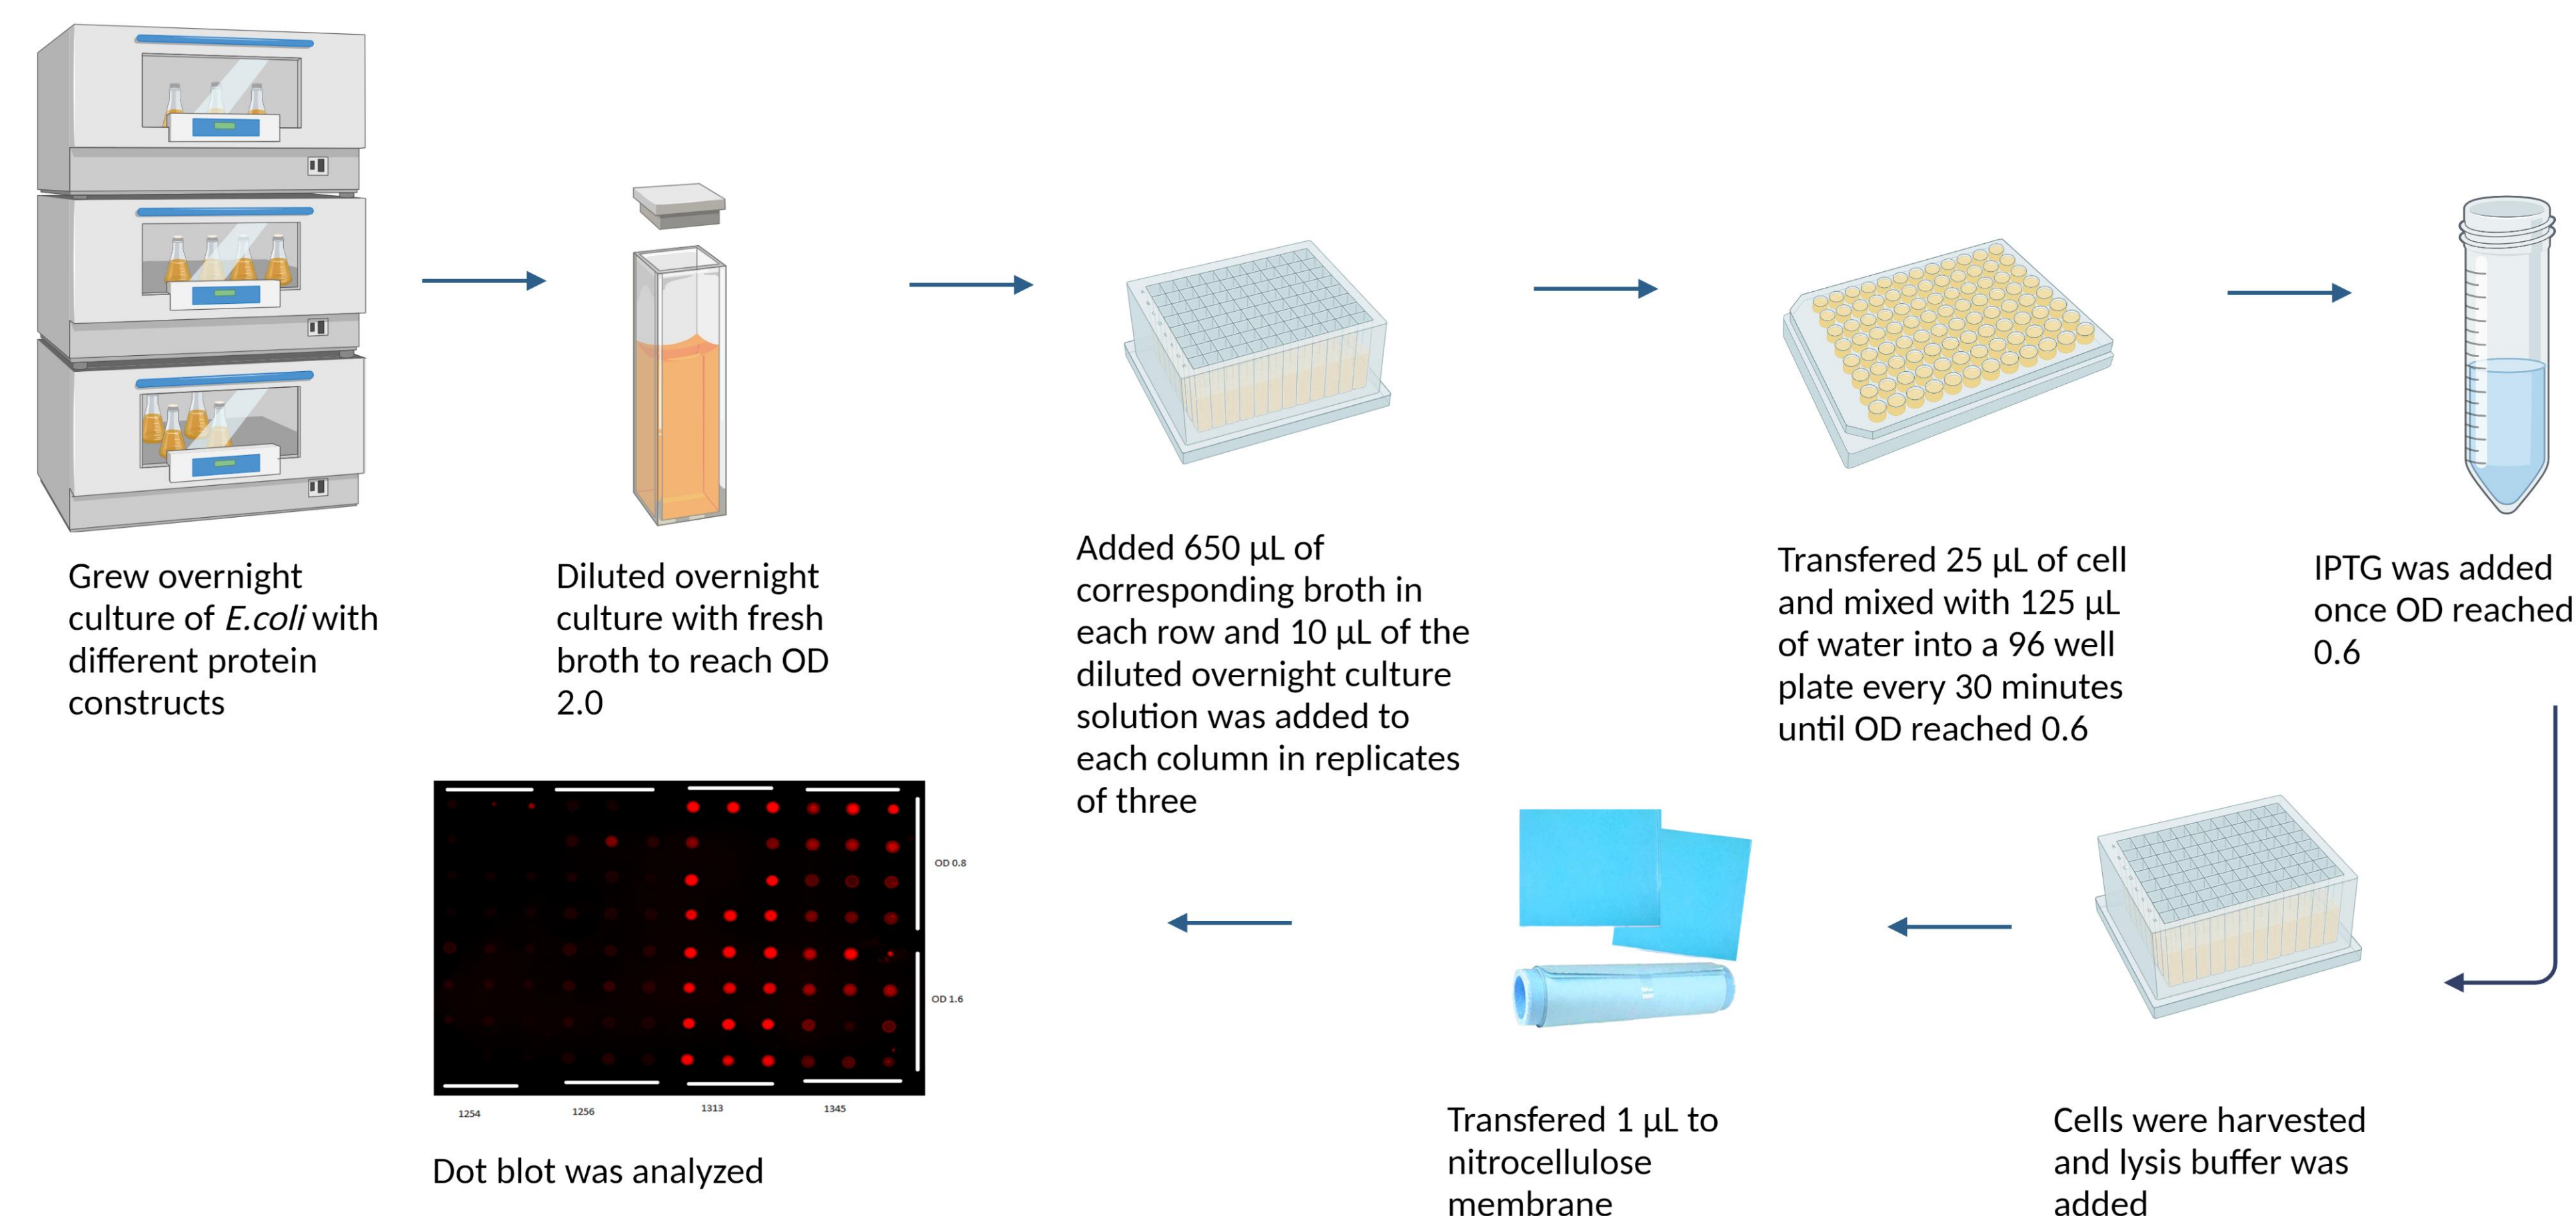 Grew overnight
culture of E.coli with
different protein
constructs
Diluted overnight
culture with fresh
broth to reach OD
2.0
Added 650 µL of
corresponding broth in
each row and 10 µL of the
diluted overnight culture
solution was added to
each column in replicates
of three
Transfered 25 µL of cell
and mixed with 125 µL
of water into a 96 well
plate every 30 minutes
until OD reached 0.6
IPTG was added
once OD reached
0.6
Cells were harvested
and lysis buffer was
added
Transfered 1 µL to
nitrocellulose
membrane
OD 0.8
OD 1.6
1254
1256
1313
1345
Dot blot was analyzed